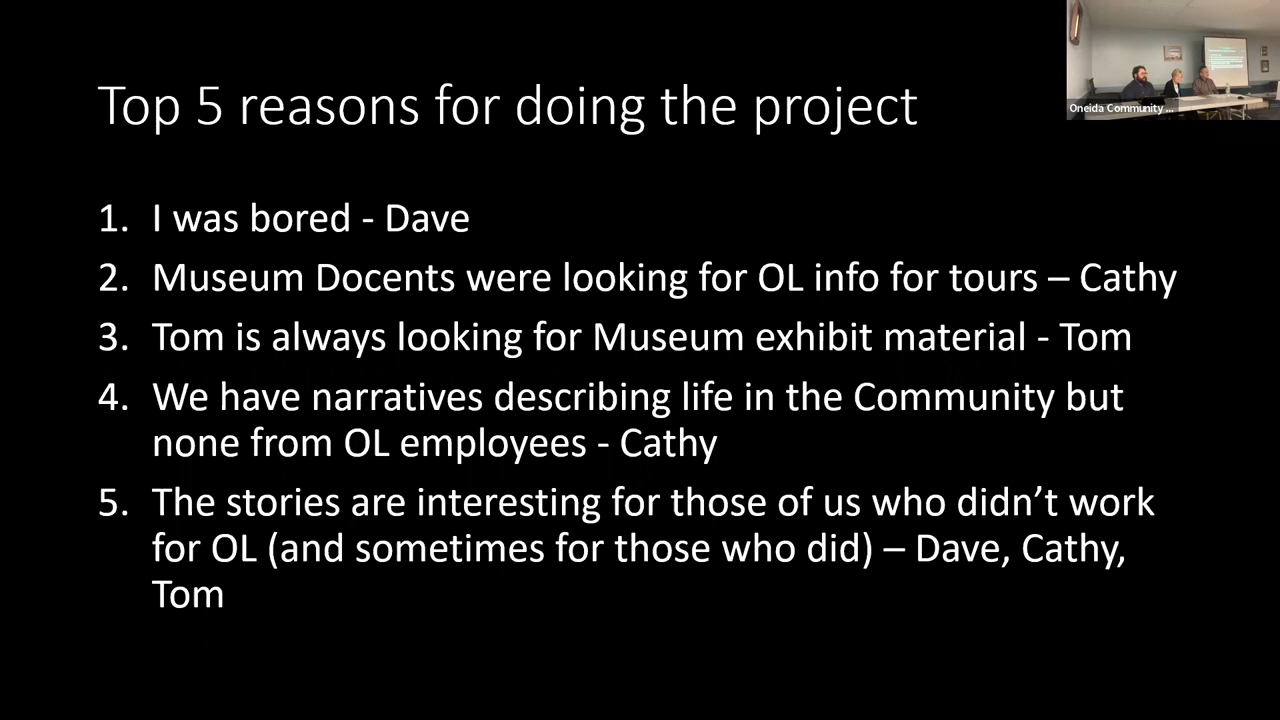 Top 5 reasons for doing the project
Oneida Community ...
1. I was bored - Dave
2. Museum Docents were looking for OL info for tours – Cathy
3. Tom is always looking for Museum exhibit material - Tom
4. We have narratives describing life in the Community but
none from OL employees - Cathy
5. The stories are interesting for those of us who didn’t work
for OL (and sometimes for those who did) – Dave, Cathy,
Tom